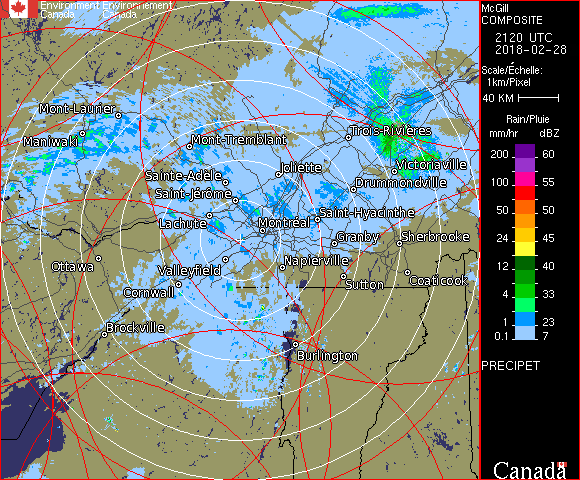 Environment Environnement
Canada Canada
McGill
COMPOSITE
2120 UTC
2018-02-28
Scale/Échelle:
1km/Pixel
40 KM
Rain/Pluie
mm/hr dBZ
200 60
100 55
50 50
24 45
12 40
4 33
1 23
0.1 7
PRECIPET
Canada
Mont-Laurier
Maniwaki
Mont-Tremblant
Trois-Rivières
Victoriaville
Joliette
Sainte-Adèle
Drummondville
Saint-Jérôme
Saint-Hyacinthe
Lachute
Montréal
Granby
Sherbrooke
Ottawa
Valleyfield
Napierville
Sutton
Coaticook
Cornwall
Brockville
Burlington